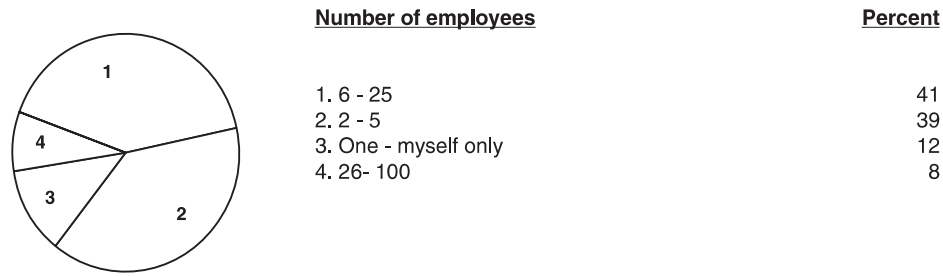 Number of employees Percent
1
1. 6 - 25 41
2. 2 - 5 39
4
3. One - myself only 12
4. 26- 100 8
3
2